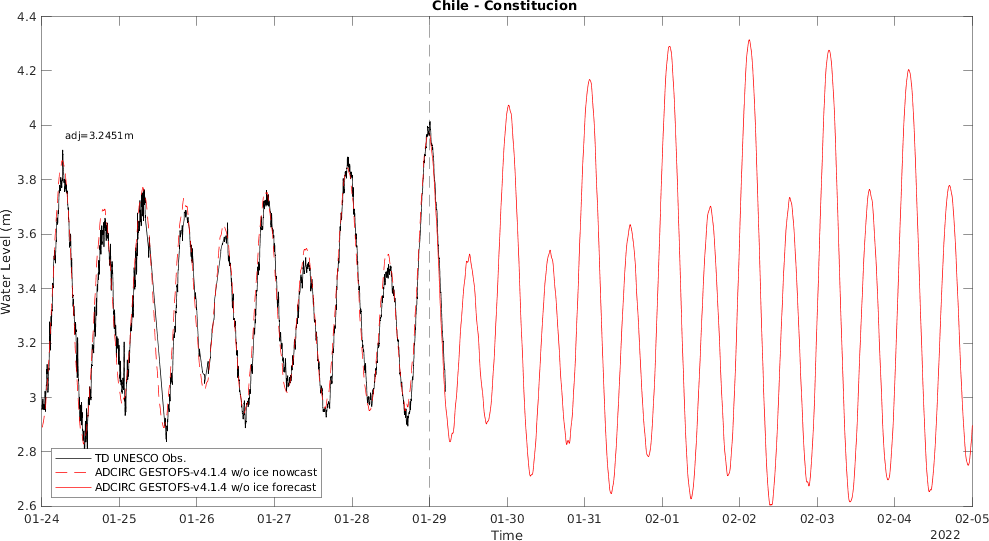 Chile - Constitucion
4.4
4.2
4
3.8
3.6
3.4
3.2
3
2.8
2.6
Water Level (m)
adj=3.2451m
TD UNESCO Obs.
ADCIRC GESTOFS-v4.1.4 w/o ice nowcast
ADCIRC GESTOFS-v4.1.4 w/o ice forecast
01-24 01-25 01-26 01-27 01-28 01-29 01-30 01-31 02-01 02-02 02-03 02-04 02-05
Time
2022